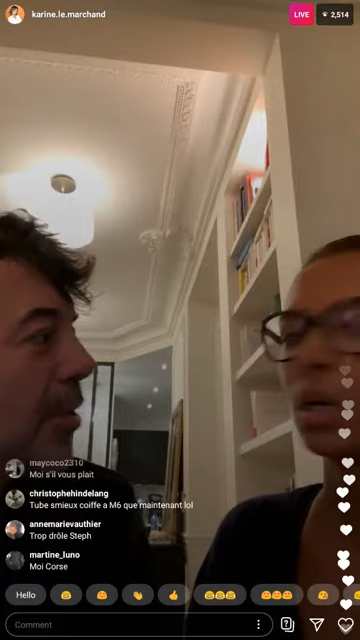 karine.le.marchand
LIVE
2,514
maycoco2310
Moi s'il vous plait
christophehindelang
Tube smieux coiffe a M6 que maintenant lol
annemarievauthier
Trop drôle Steph
martine_luno
Moi Corse
Hello
Comment